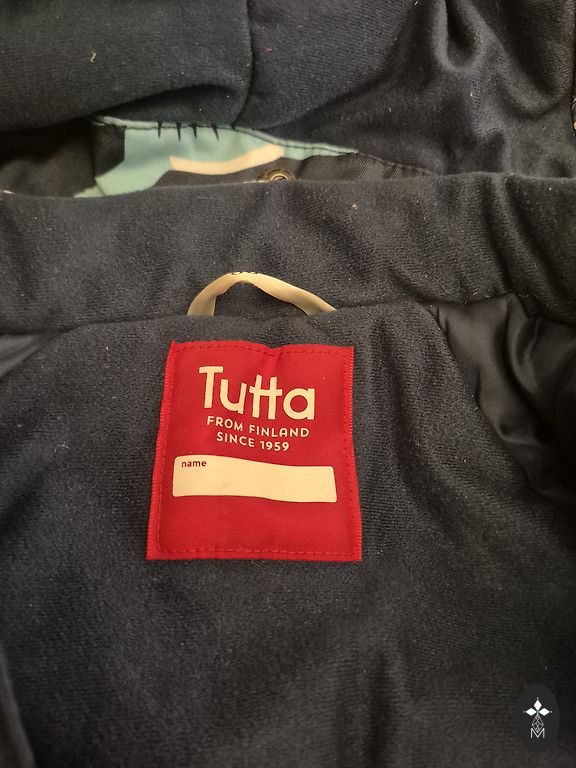 Tutta
FROM FINLAND
SINCE 1959
name
M